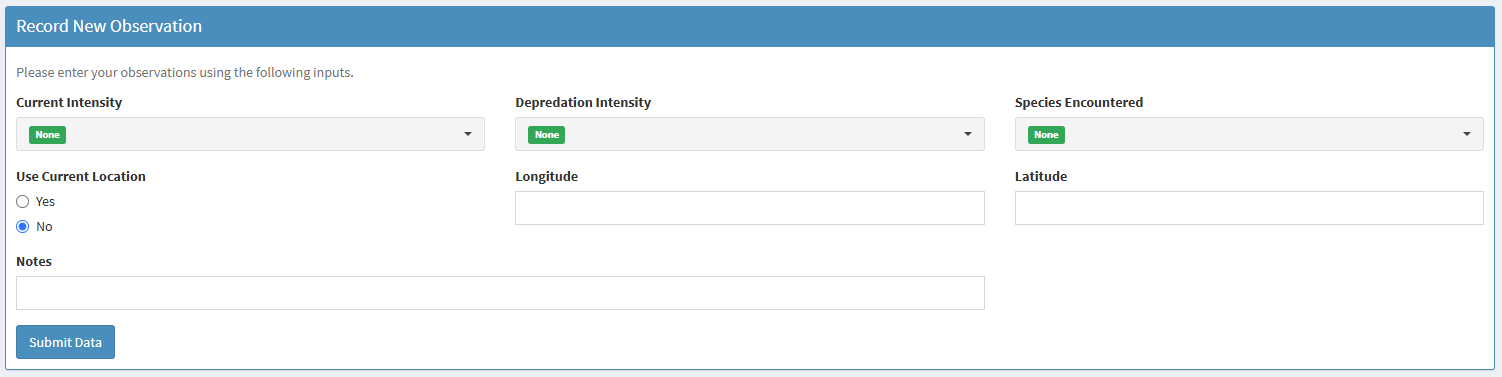 Record New Observation
Please enter your observations using the following inputs.
Current Intensity
Depredation Intensity
Species Encountered
None
None
None
Use Current Location
Longitude
Latitude
Yes
No
Notes
Submit Data